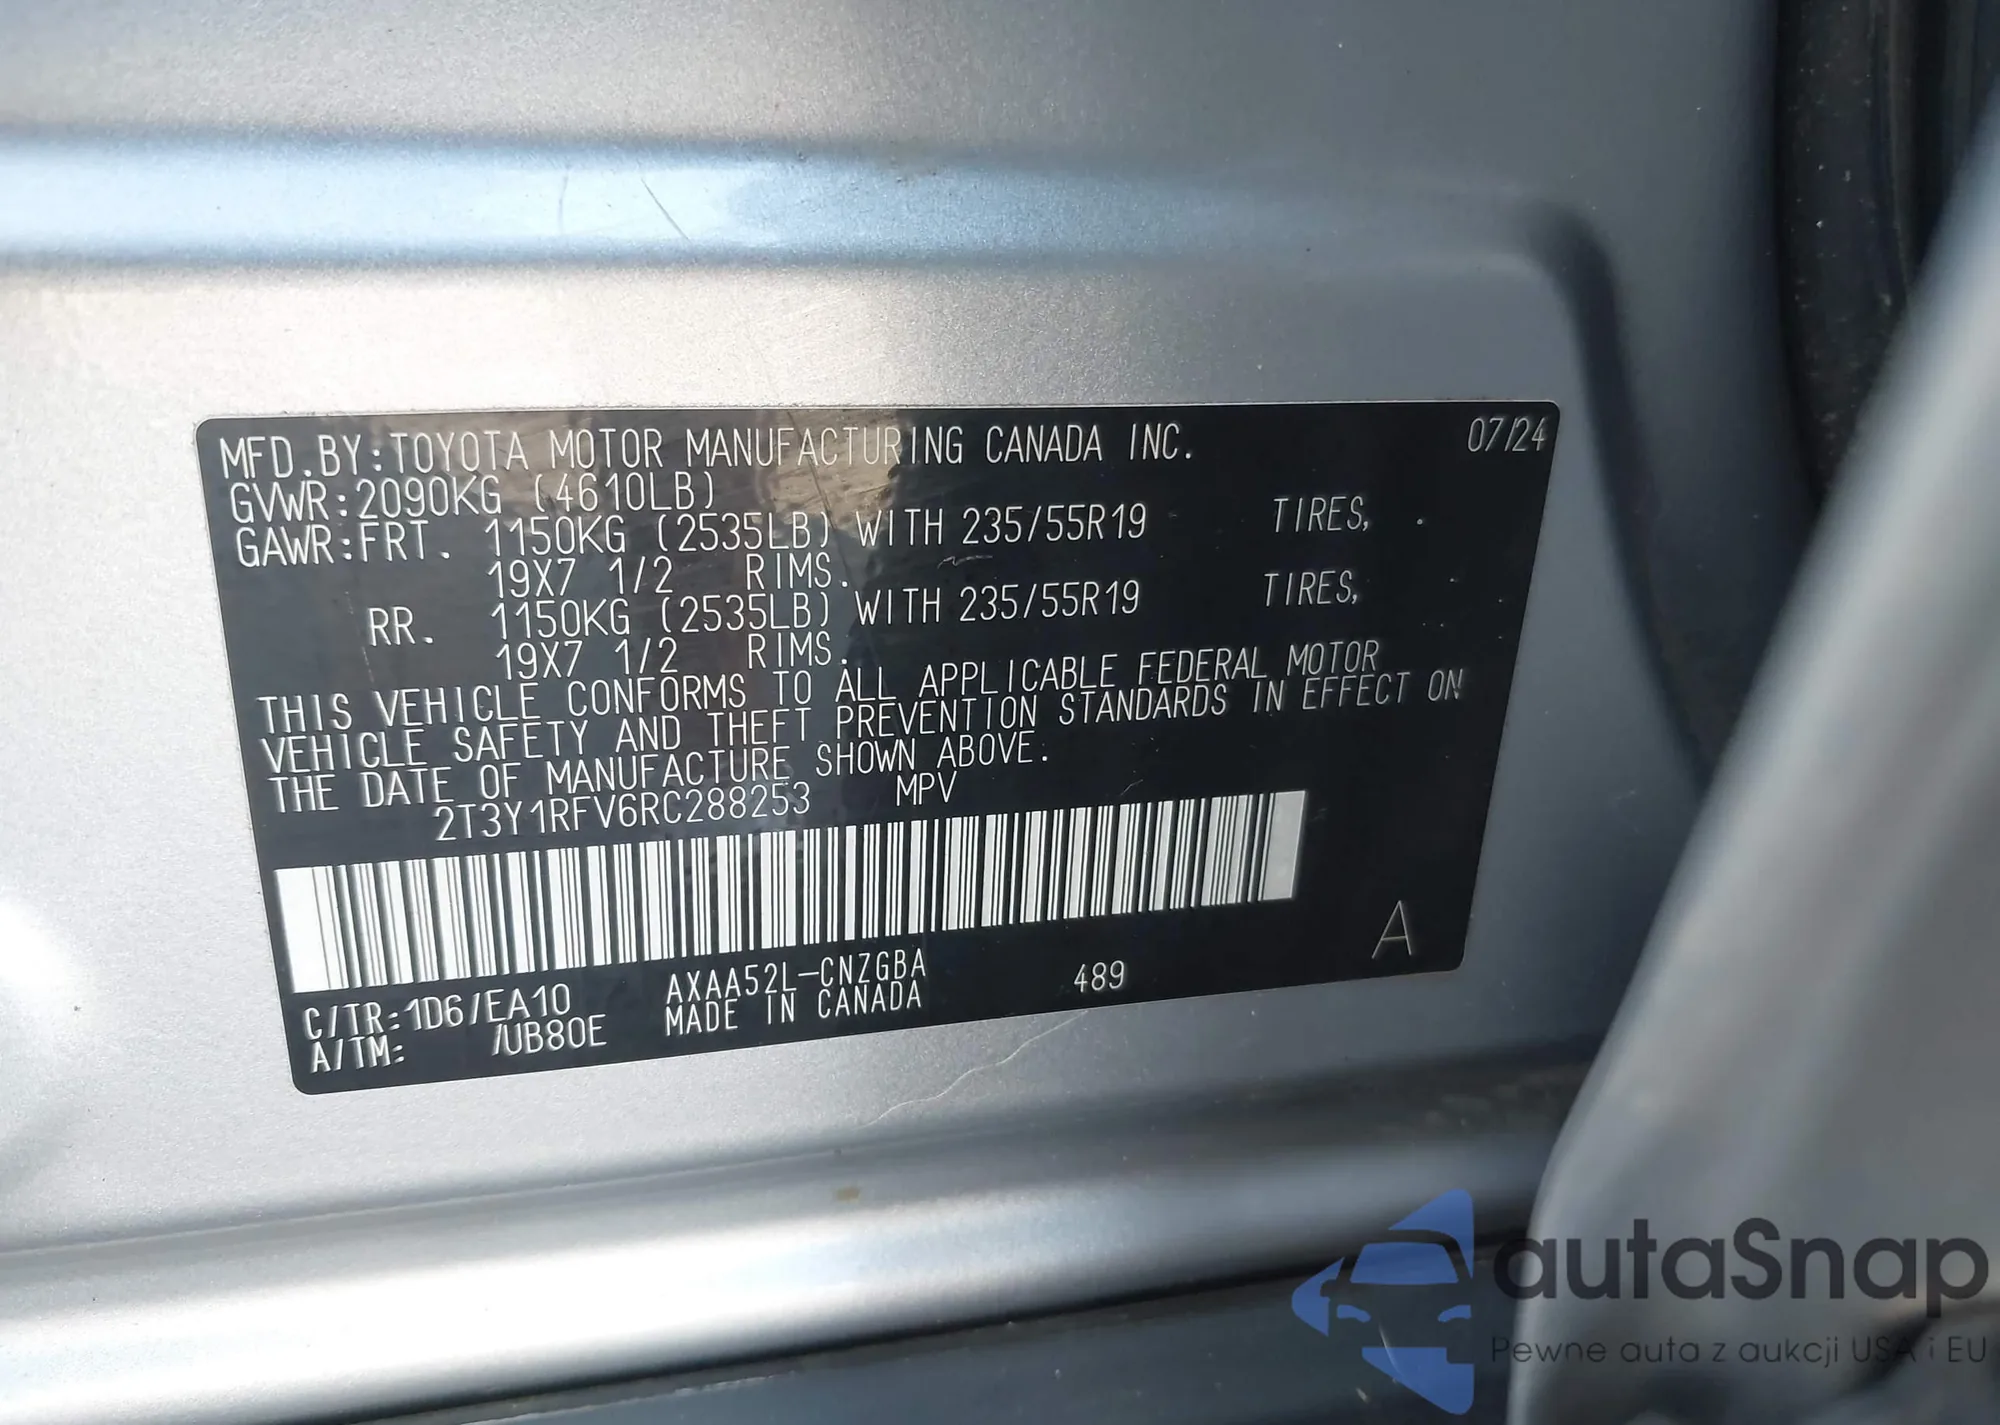 MFD.BY:TOYOTA MOTOR MANUFACTURING CANADA INC. 07/24
GVWR:2090KG (4610LB)
GAWR:FRT. 1150KG (2535LB) WITH 235/55R19 TIRES,
19X7 1/2 RIMS.
RR. 1150KG (2535LB) WITH 235/55R19 TIRES,
19X7 1/2 RIMS.
THIS VEHICLE CONFORMS TO ALL APPLICABLE FEDERAL MOTOR
VEHICLE SAFETY AND THEFT PREVENTION STANDARDS IN EFFECT ON
THE DATE OF MANUFACTURE SHOWN ABOVE.
2T3Y1RFV6RC288253 MPV
C/TR:1D6/EA10 AXAA52L-CNZGBA 489 A
A/TM: /UB80E MADE IN CANADA
autaSnap
Pewne auta z aukcji USA i EU